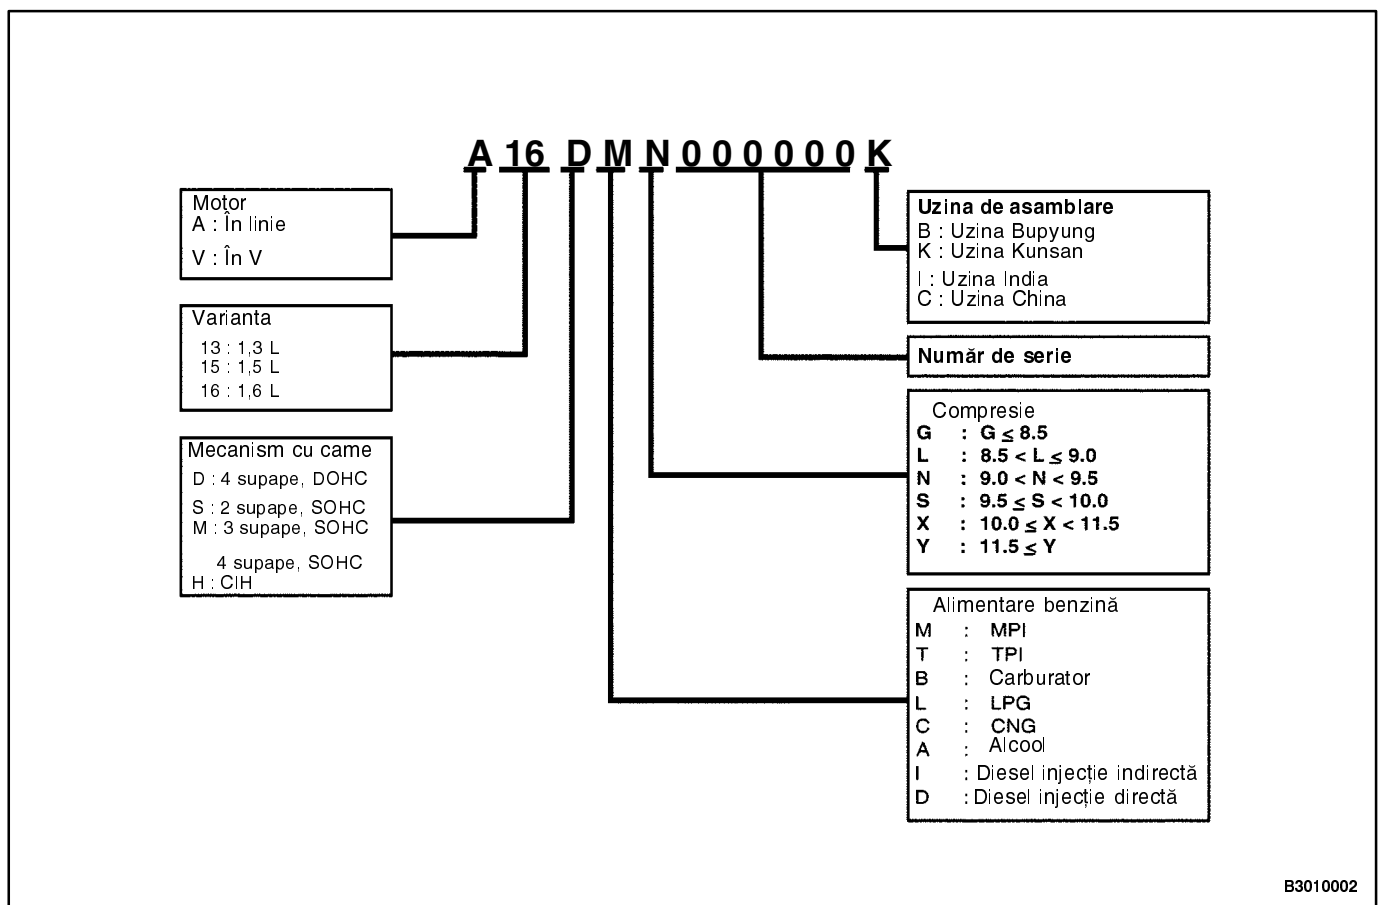 A 16 D M N 0 0 0 0 0 0 K
Motor
A : În linie
V : În V
Varianta
13 : 1,3 L
15 : 1,5 L
16 : 1,6 L
Mecanism cu came
D : 4 supape, DOHC
S : 2 supape, SOHC
M : 3 supape, SOHC
4 supape, SOHC
H : CIH
Uzina de asamblare
B : Uzina Bupyung
K : Uzina Kunsan
I : Uzina India
C : Uzina China
Număr de serie
Compresie
G : G ≤ 8.5
L : 8.5 < L ≤ 9.0
N : 9.0 < N < 9.5
S : 9.5 ≤ S < 10.0
X : 10.0 ≤ X < 11.5
Y : 11.5 ≤ Y
Alimentare benzină
M : MPI
T : TPI
B : Carburator
L : LPG
C : CNG
A : Alcool
I : Diesel injecție indirectă
D : Diesel injecție directă
B3010002